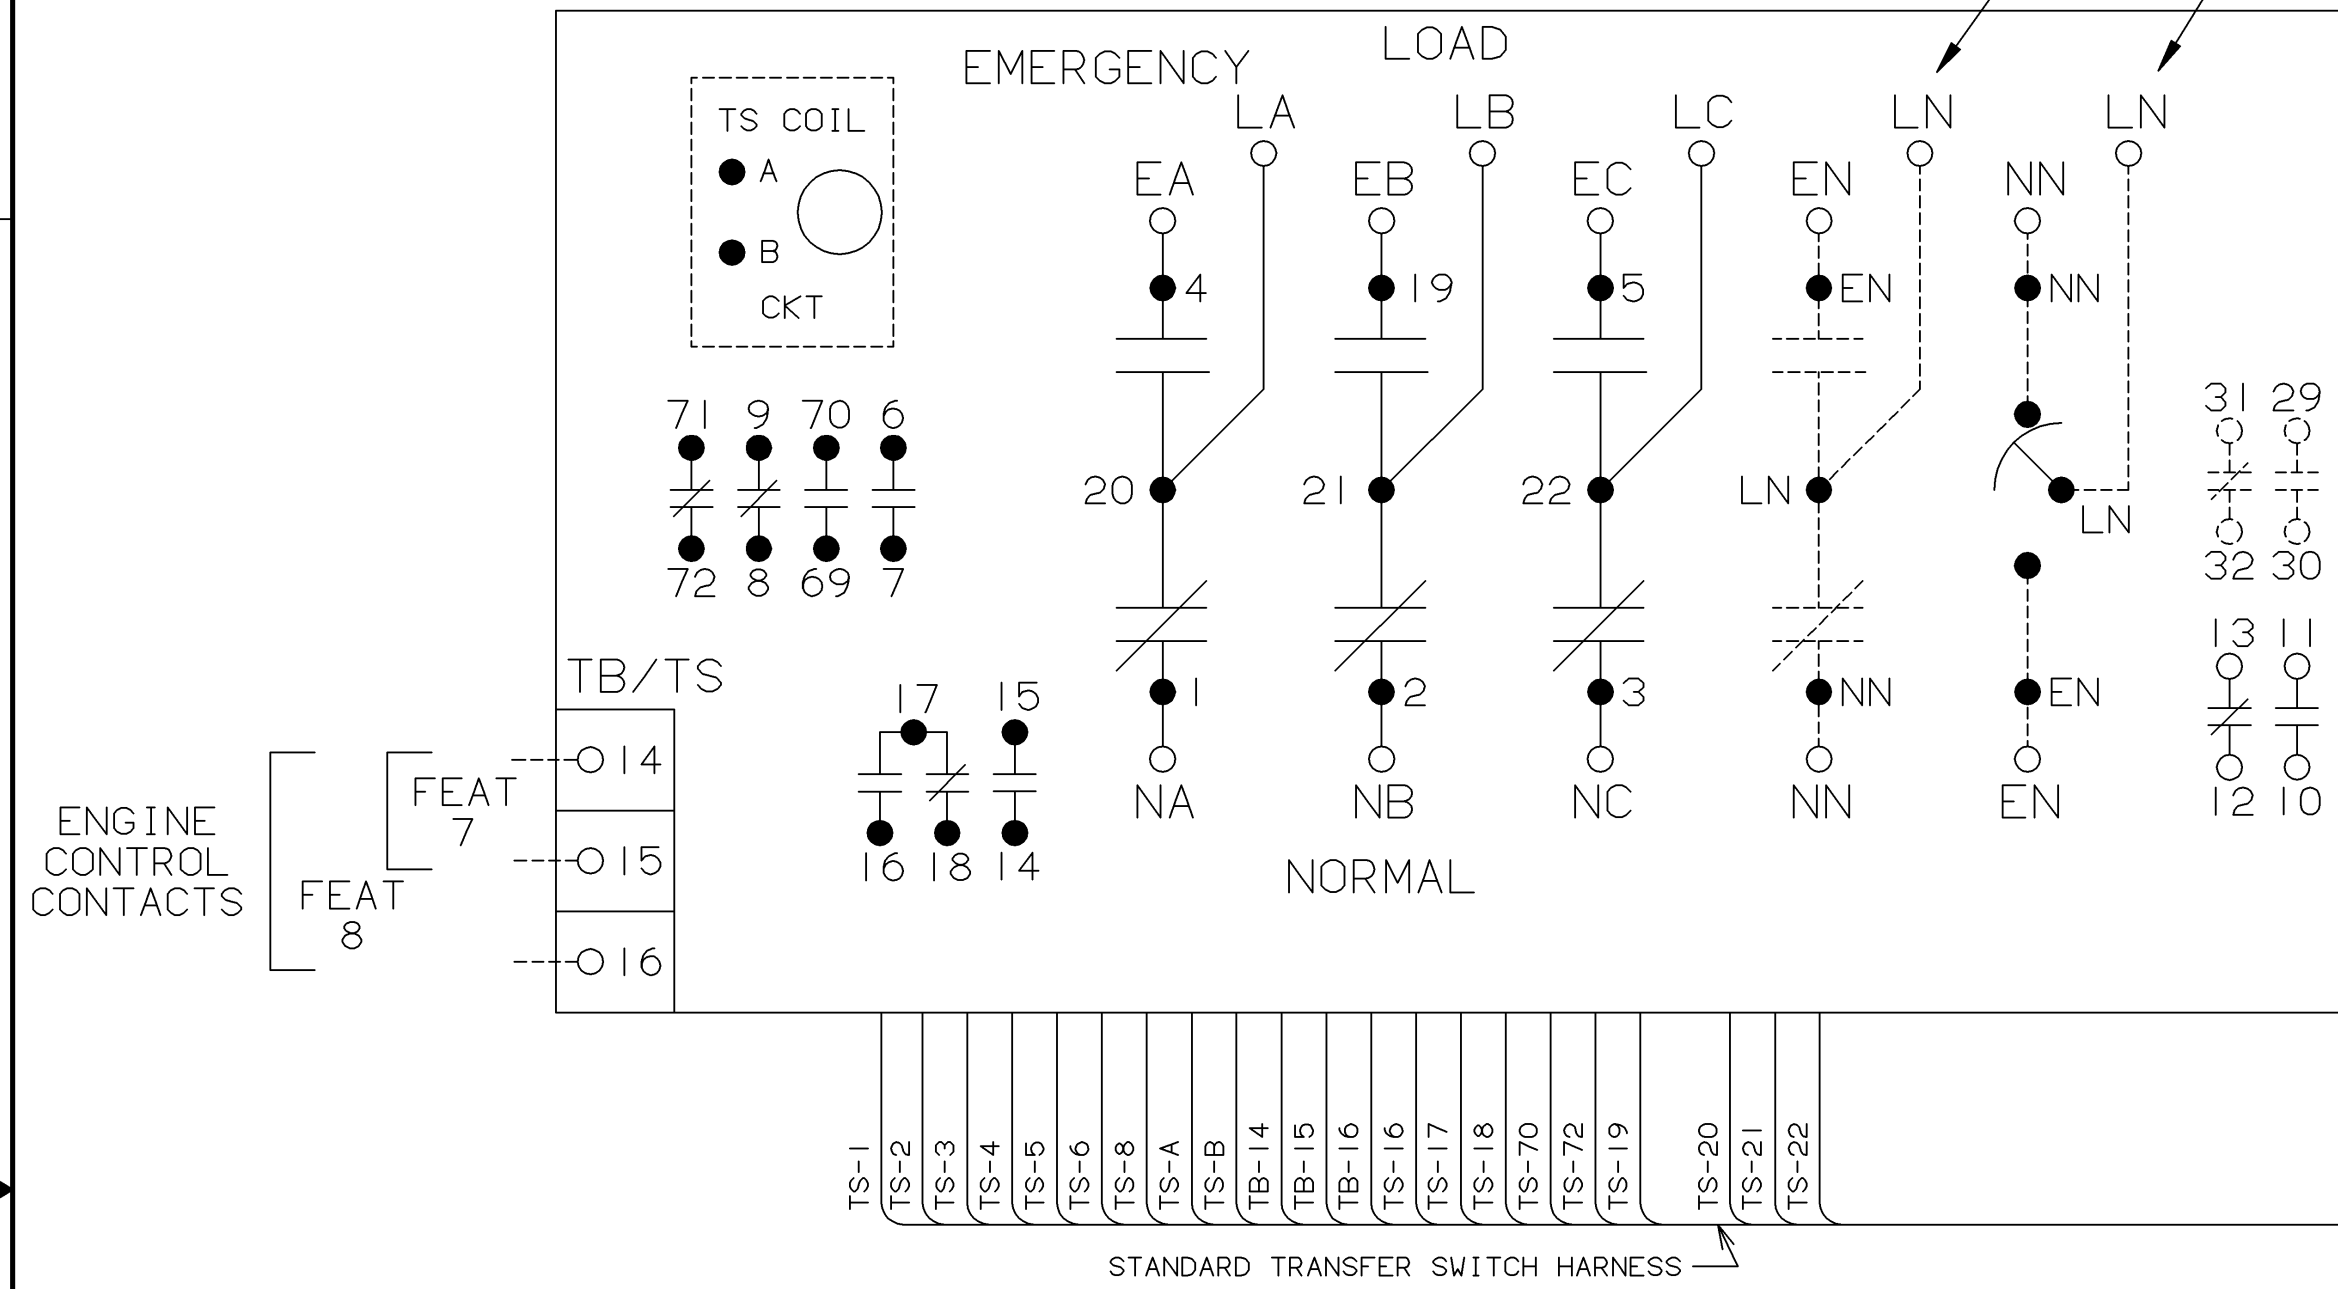 LOAD
EMERGENCY
LA LB LC LN LN
TS COIL
A
B
CKT
EA EB EC EN NN
4 19 5 EN NN
71 9 70 6
31 29
20 21 22 LN LN
72 8 69 7
32 30
13 11
TB/TS
17 15
1 2 3 NN EN
14
FEAT
7
NA NB NC NN EN
12 10
ENGINE
CONTROL
CONTACTS
15
16 18 14
NORMAL
FEAT
8
16
TS-1
TS-2
TS-3
TS-4
TS-5
TS-6
TS-8
TS-A
TS-B
TB-14
TB-15
TB-16
TS-16
TS-17
TS-18
TS-70
TS-72
TS-19
TS-20
TS-21
TS-22
STANDARD TRANSFER SWITCH HARNESS